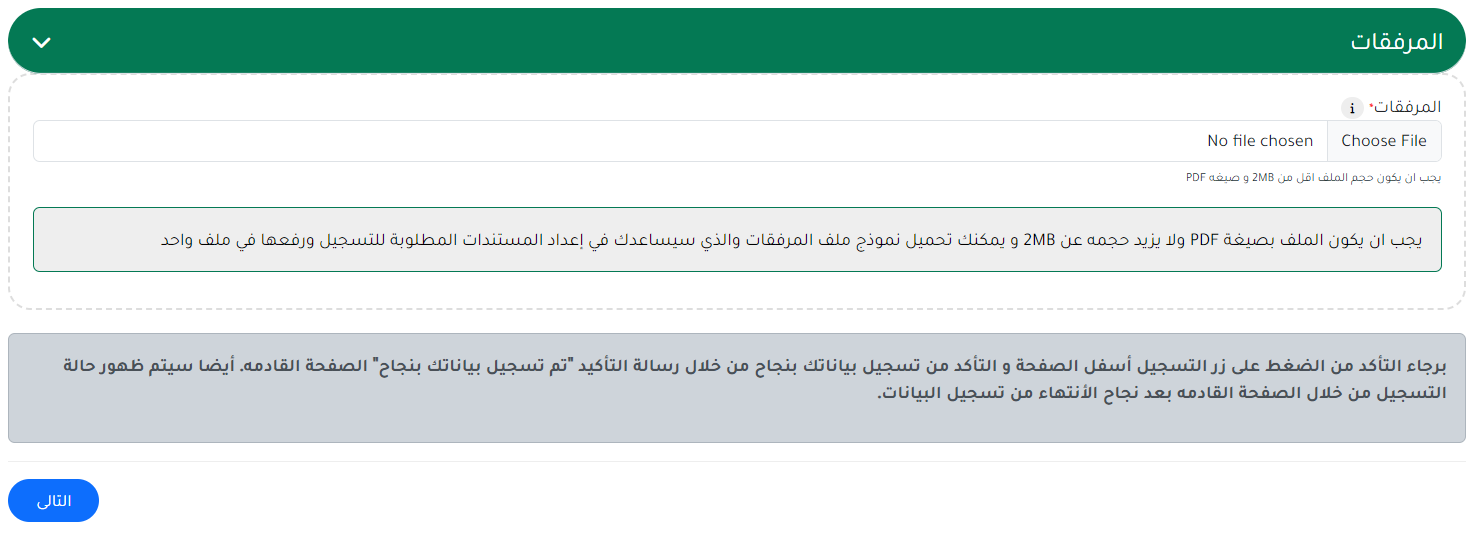 المرفقات
المرفقات* i
Choose File No file chosen
يجب ان يكون حجم الملف اقل من 2MB و صيغه PDF
يجب ان يكون الملف بصيغة PDF ولا يزيد حجمه عن 2MB و يمكنك تحميل نموذج ملف المرفقات والذي سيساعدك في إعداد المستندات المطلوبة للتسجيل ورفعها في ملف واحد
برجاء التأكد من الضغط على زر التسجيل أسفل الصفحة و التأكد من تسجيل بياناتك بنجاح من خلال رسالة التأكيد "تم تسجيل بياناتك بنجاح" الصفحة القادمه. أيضا سيتم ظهور حالة
التسجيل من خلال الصفحة القادمه بعد نجاح الأنتهاء من تسجيل البيانات.
التالى